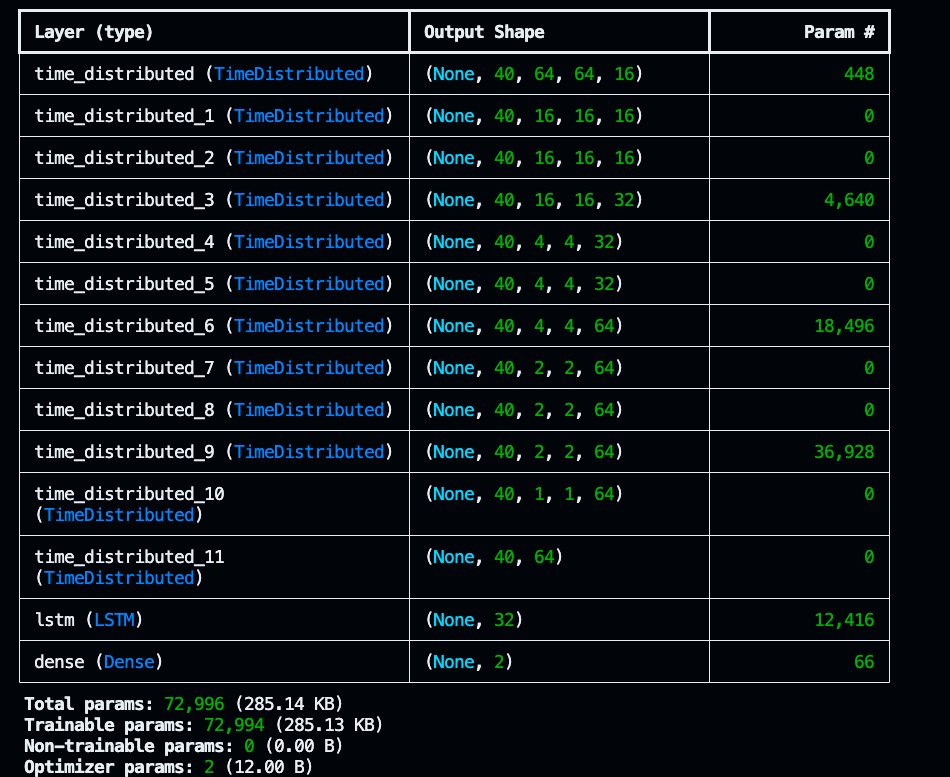 Layer (type) Output Shape Param #
time_distributed (TimeDistributed) (None, 40, 64, 64, 16) 448
time_distributed_1 (TimeDistributed) (None, 40, 16, 16, 16) 0
time_distributed_2 (TimeDistributed) (None, 40, 16, 16, 16) 0
time_distributed_3 (TimeDistributed) (None, 40, 16, 16, 32) 4,640
time_distributed_4 (TimeDistributed) (None, 40, 4, 4, 32) 0
time_distributed_5 (TimeDistributed) (None, 40, 4, 4, 32) 0
time_distributed_6 (TimeDistributed) (None, 40, 4, 4, 64) 18,496
time_distributed_7 (TimeDistributed) (None, 40, 2, 2, 64) 0
time_distributed_8 (TimeDistributed) (None, 40, 2, 2, 64) 0
time_distributed_9 (TimeDistributed) (None, 40, 2, 2, 64) 36,928
time_distributed_10 (None, 40, 1, 1, 64) 0
(TimeDistributed)
time_distributed_11 (None, 40, 64) 0
(TimeDistributed)
lstm (LSTM) (None, 32) 12,416
dense (Dense) (None, 2) 66
Total params: 72,996 (285.14 KB)
Trainable params: 72,994 (285.13 KB)
Non-trainable params: 0 (0.00 B)
Optimizer params: 2 (12.00 B)